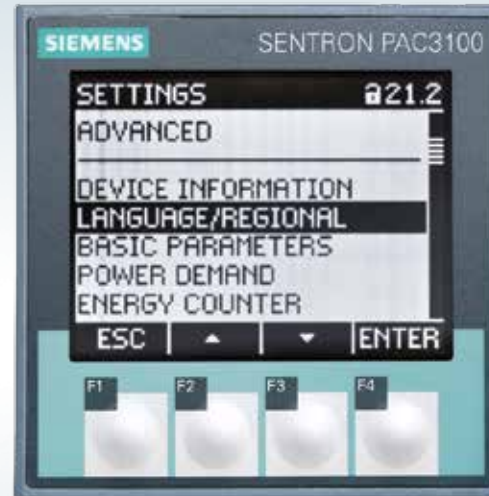 SIEMENS SENTRON PAC3100
SETTINGS 21.2
ADVANCED
DEVICE INFORMATION
LANGUAGE/REGIONAL
BASIC PARAMETERS
POWER DEMAND
ENERGY COUNTER
ESC ▲ ▼ ENTER
F1 F2 F3 F4